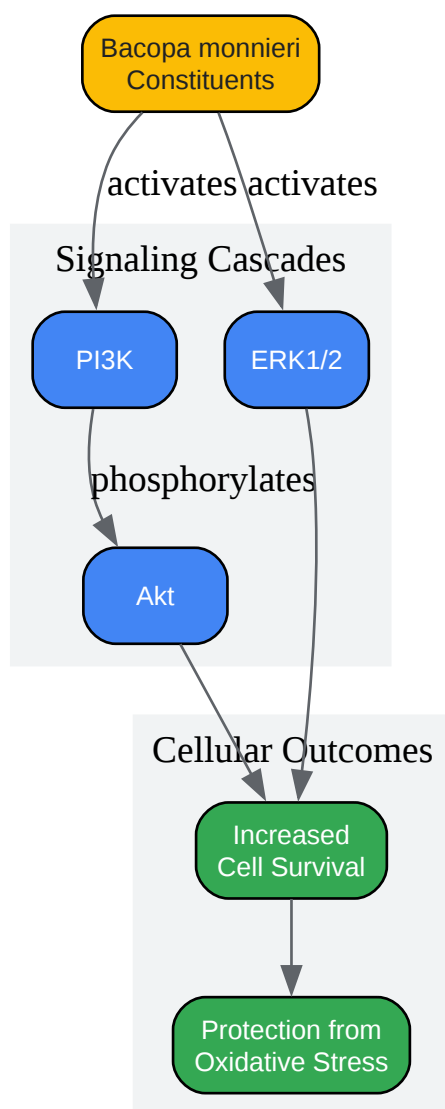 Bacopa monnieri
Constituents
activates activates
Signaling Cascades
PI3K
ERK1/2
phosphorylates
Akt
Cellular Outcomes
Increased
Cell Survival
Protection from
Oxidative Stress